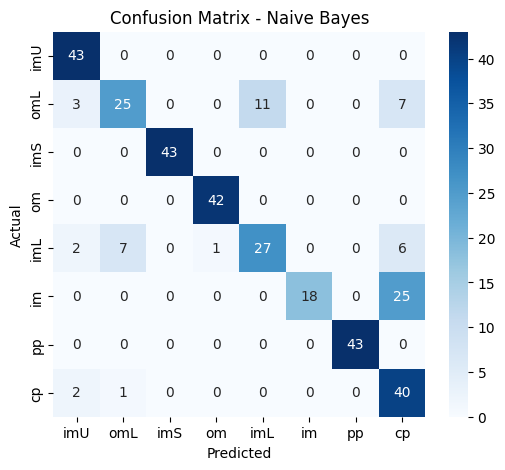 Confusion Matrix - Naive Bayes
imU 43 0 0 0 0 0 0 0
omL 3 25 0 0 11 0 0 7
imS 0 0 43 0 0 0 0 0
om 0 0 0 42 0 0 0 0
imL 2 7 0 1 27 0 0 6
im 0 0 0 0 0 18 0 25
pp 0 0 0 0 0 0 43 0
cp 2 1 0 0 0 0 0 40
imU omL imS om imL im pp cp
Predicted
Actual
40
35
30
25
20
15
10
5
0